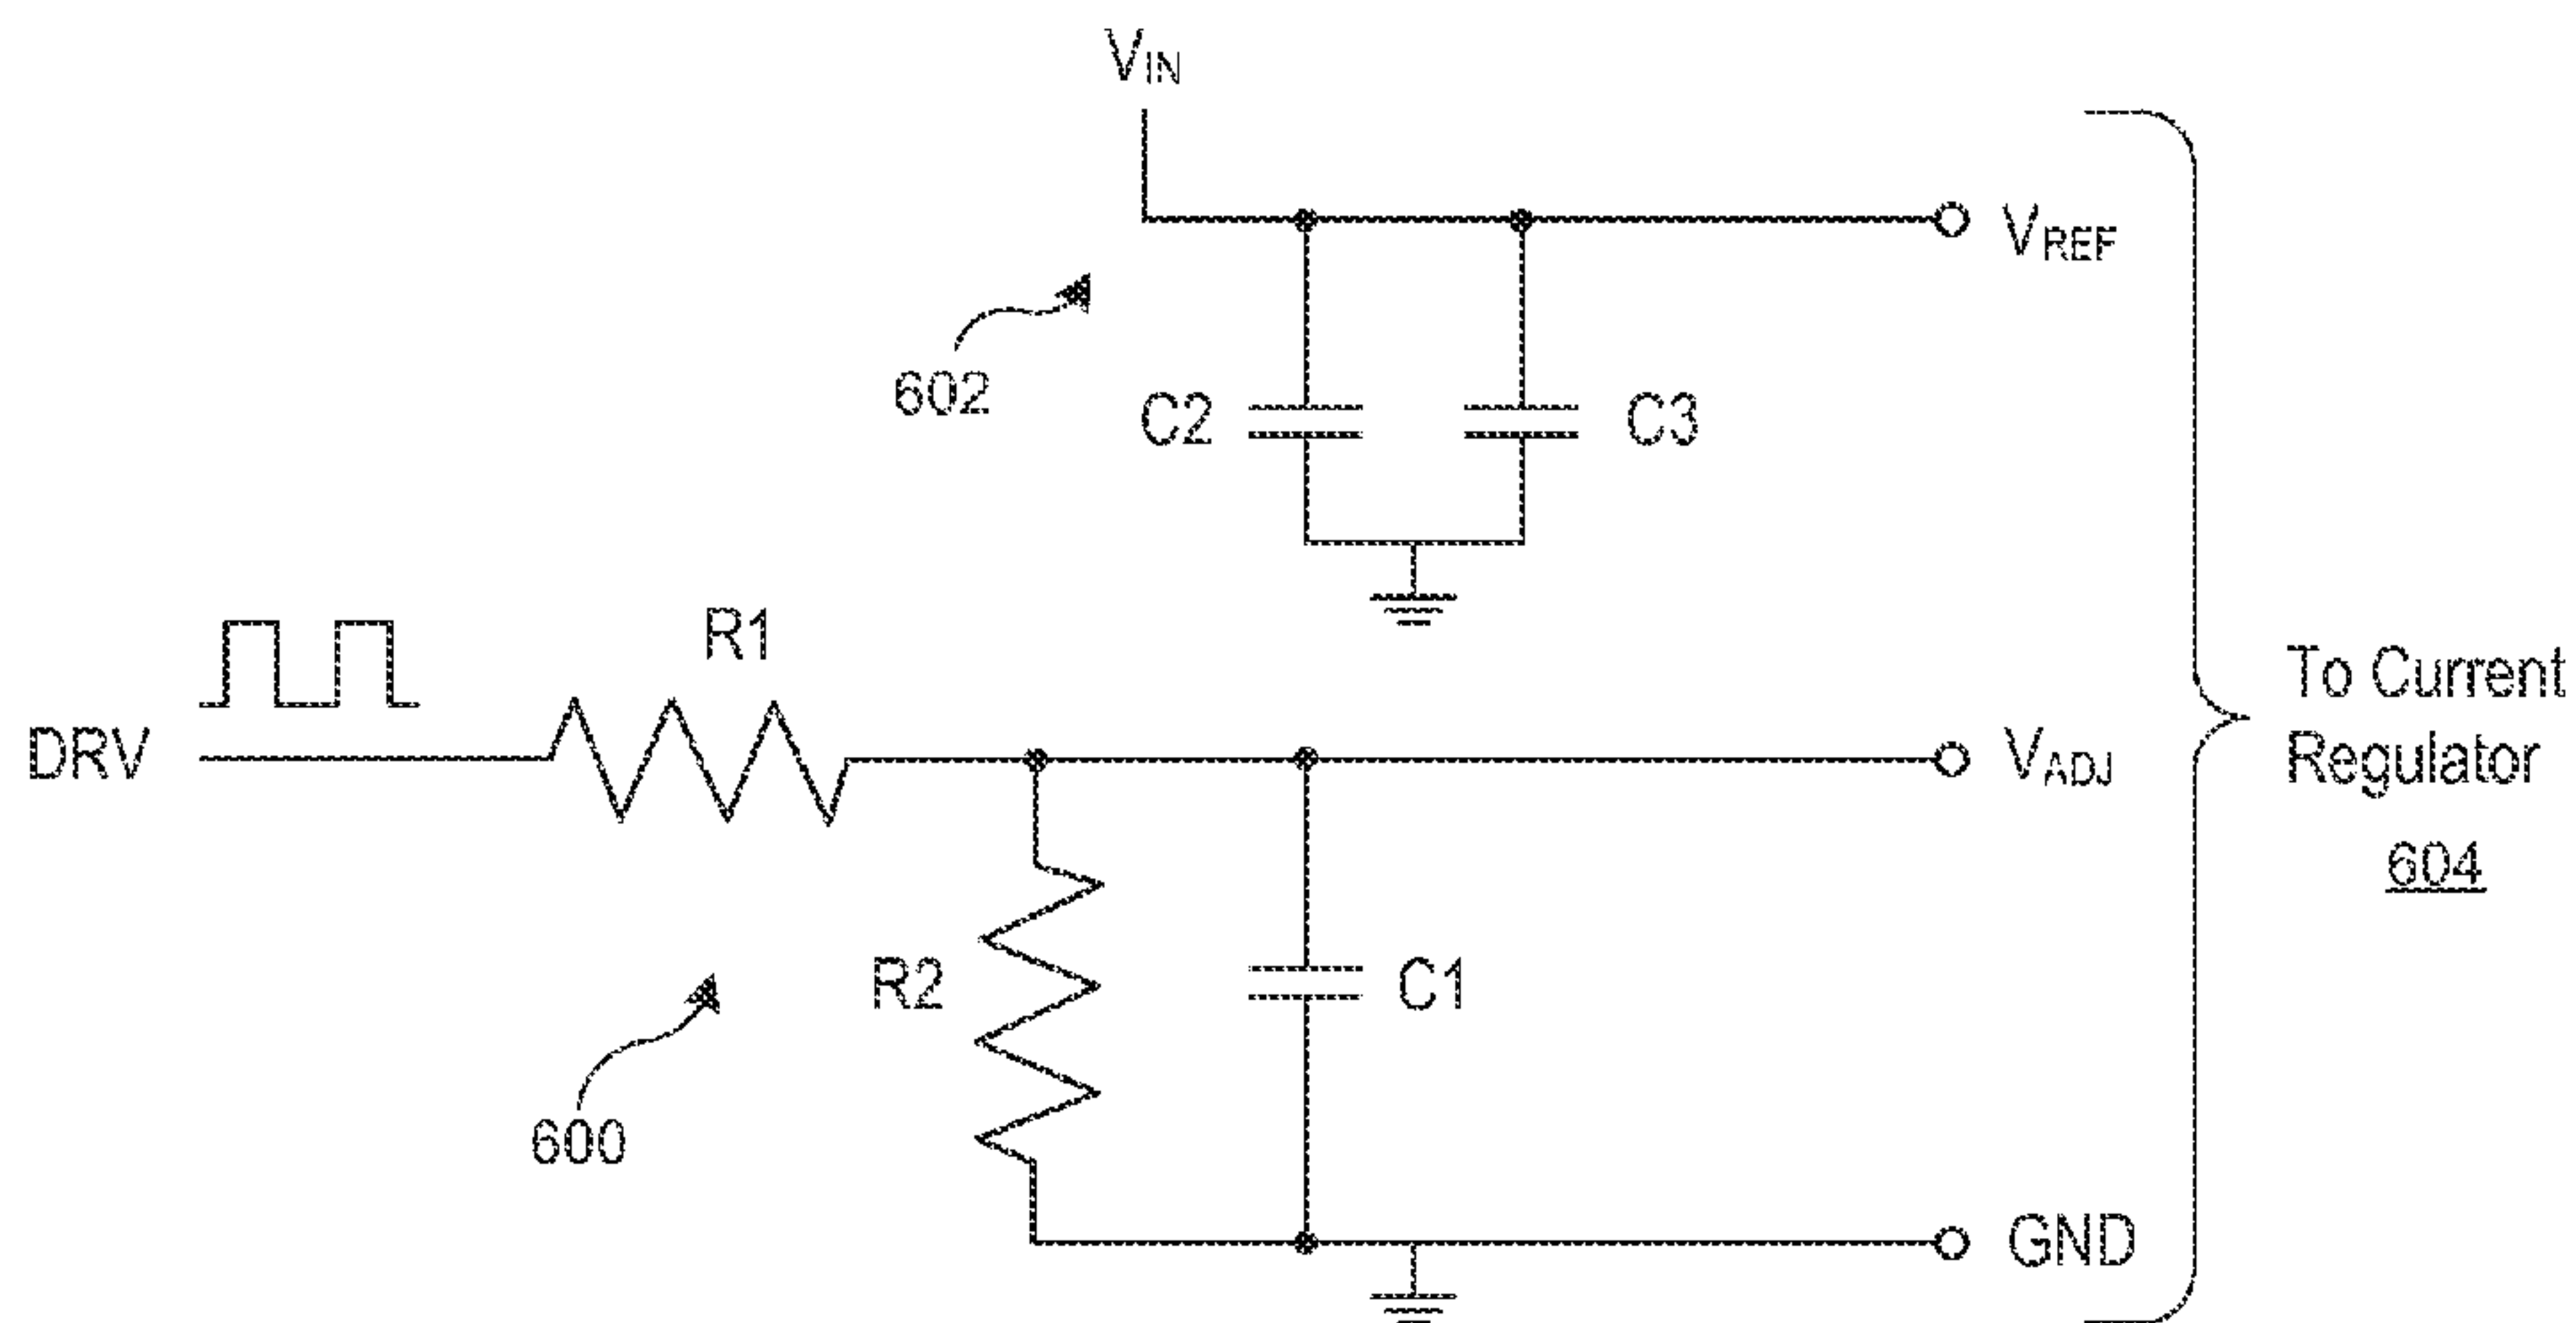 VIN
VREF
602
C2
C3
R1
DRV
VADJ
To Current
Regulator
604
R2
C1
600
GND